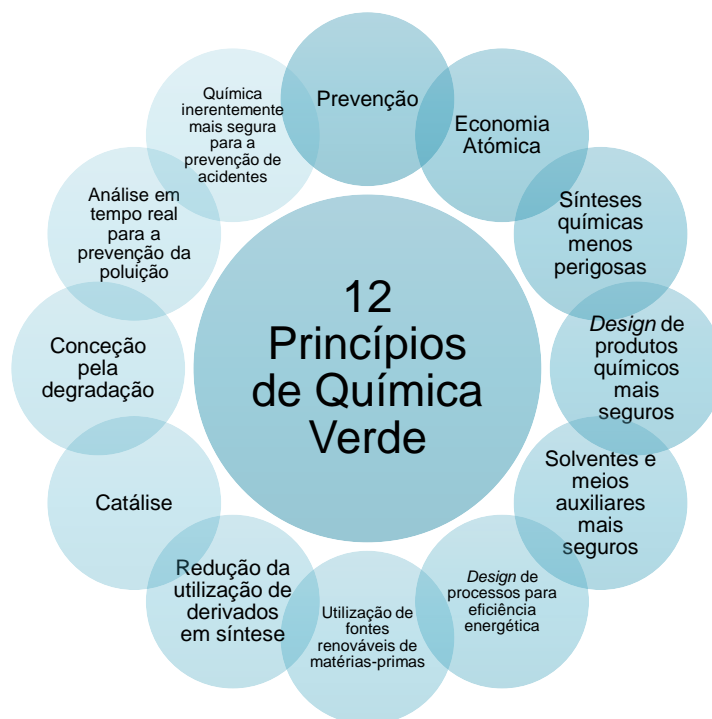 12
Princípios
de Química
Verde
Prevenção
Economia
Atómica
Sínteses
químicas
menos
perigosas
Design de
produtos
químicos
mais
seguros
Solventes e
meios
auxiliares
mais
seguros
Design de
processos para
eficiência
energética
Utilização de
fontes
renováveis de
matérias-primas
Redução da
utilização de
derivados
em síntese
Catálise
Conceção
pela
degradação
Análise em
tempo real
para a
prevenção da
poluição
Química
inerentemente
mais segura
para a
prevenção de
acidentes